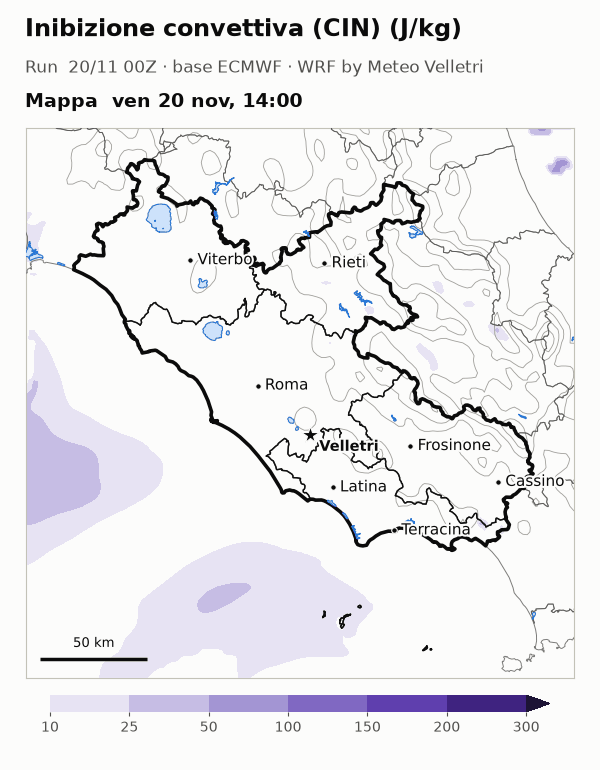 Inibizione convettiva (CIN) (J/kg)
Run  20/11 00Z · base ECMWF · WRF by Meteo Velletri
Mappa  ven 20 nov, 14:00
Viterbo
Rieti
Roma
Velletri
Frosinone
Cassino
Latina
Terracina
50 km
10 25 50 100 150 200 300